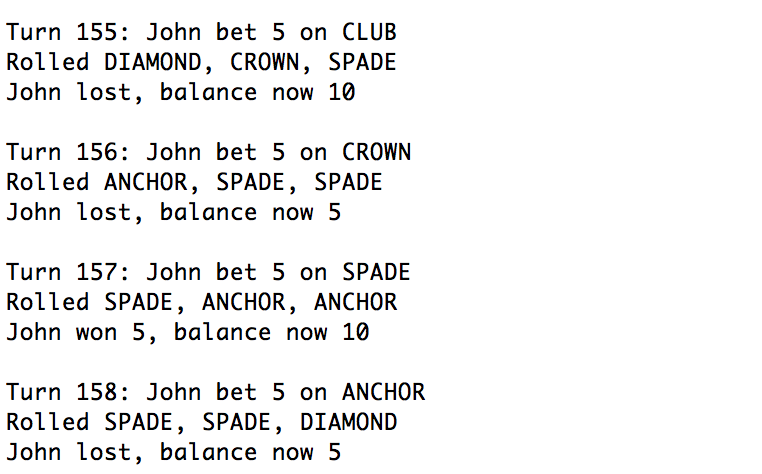 Turn 155: John bet 5 on CLUB
Rolled DIAMOND, CROWN, SPADE
John lost, balance now 10
Turn 156: John bet 5 on CROWN
Rolled ANCHOR, SPADE, SPADE
John lost, balance now 5
Turn 157: John bet 5 on SPADE
Rolled SPADE, ANCHOR, ANCHOR
John won 5, balance now 10
Turn 158: John bet 5 on ANCHOR
Rolled SPADE, SPADE, DIAMOND
John lost, balance now 5